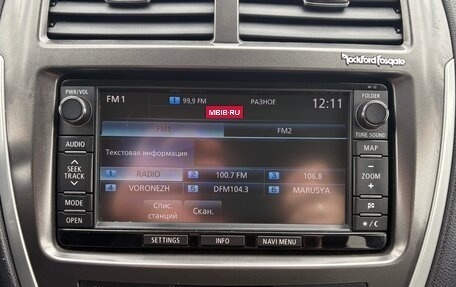 Rockford Fosgate
PWR/VOL
W-12
FOLDER
FM1
1 99,9 FM
РАЗНОЕ
12:11
MBIB-RU
FM1
FM2
TUNE SOUND
AUDIO
MAP
Текстовая информация
SEEK
TRACK
ZOOM
1 RADIO
2 100.7 FM
3 106.8
4 VORONEZH
5 DFM104.3
6 MARUSYA
MODE
Спис.
станций
Скан.
OPEN
SETTINGS
INFO
NAVI MENU